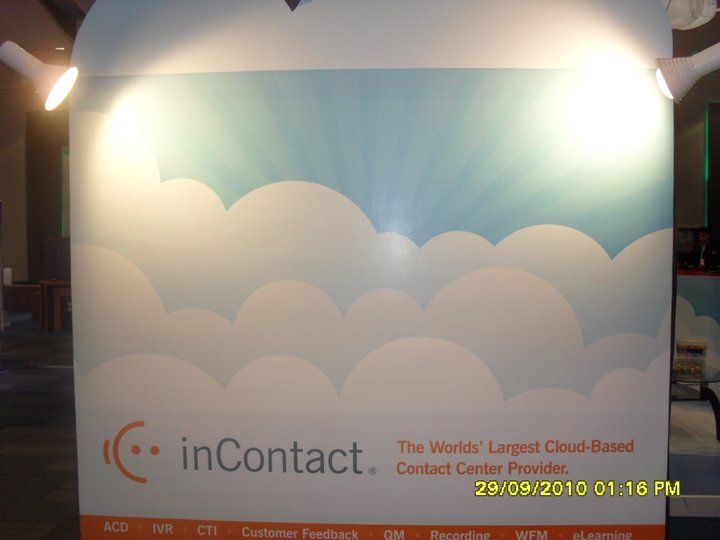 inContact®
The Worlds' Largest Cloud-Based
Contact Center Provider.
29/09/2010 01:16 PM
ACD • IVR • CTI • Customer Feedback • QM • Recording • WFM • eLearning